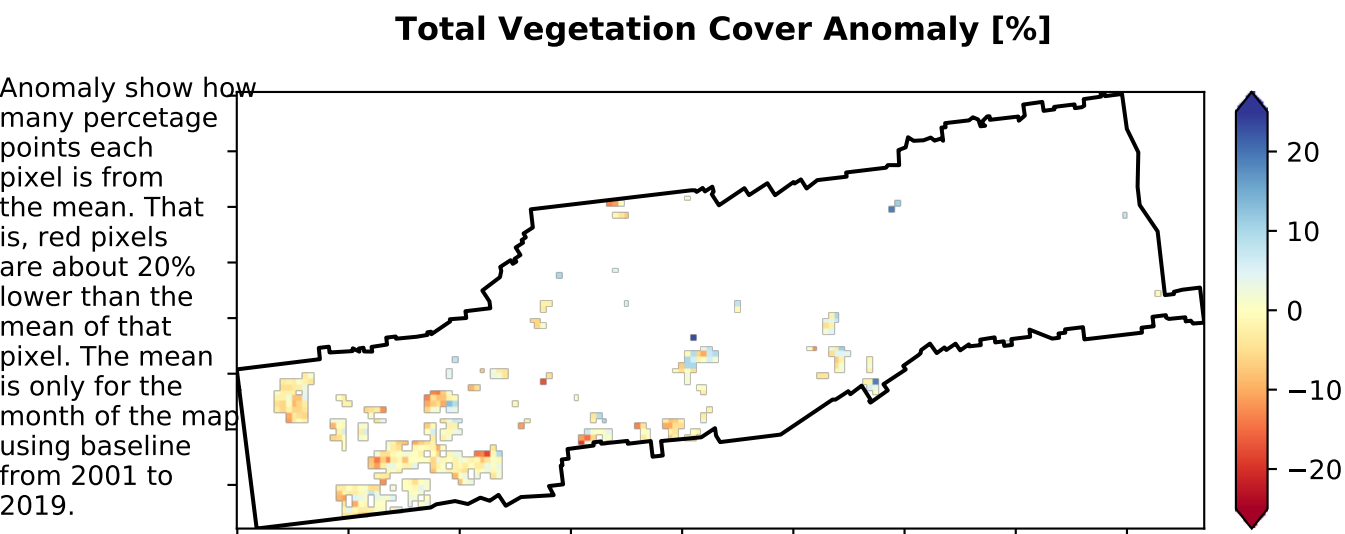 Total Vegetation Cover Anomaly [%]
Anomaly show how
many percetage
points each
pixel is from
the mean. That
is, red pixels
are about 20%
lower than the
mean of that
pixel. The mean
is only for the
month of the map
using baseline
from 2001 to
2019.
20
10
0
−10
−20